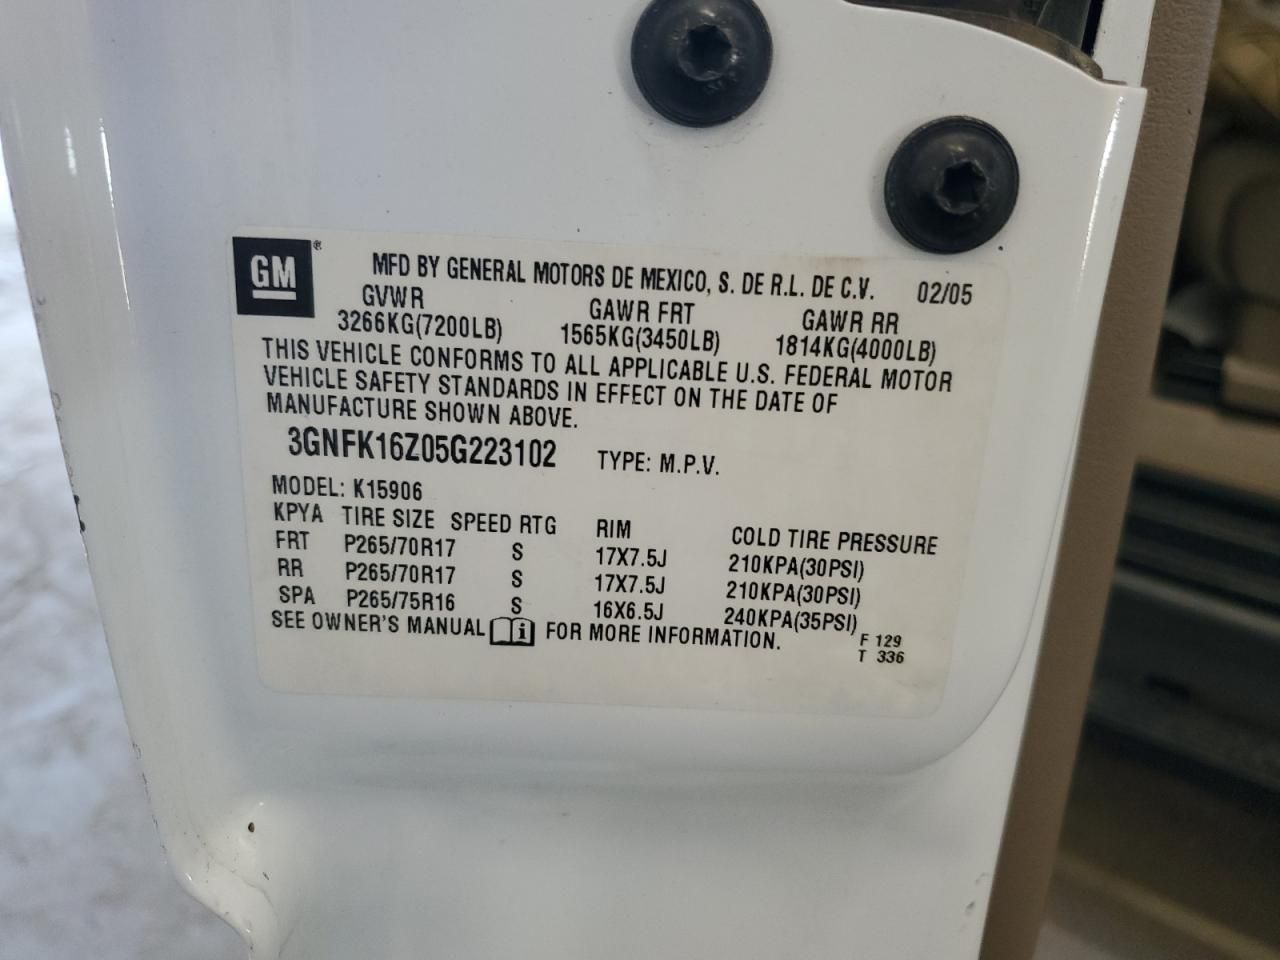 GM ®
MFD BY GENERAL MOTORS DE MEXICO, S. DE R.L. DE C.V. 02/05
GVWR GAWR FRT GAWR RR
3266KG(7200LB) 1565KG(3450LB) 1814KG(4000LB)
THIS VEHICLE CONFORMS TO ALL APPLICABLE U.S. FEDERAL MOTOR
VEHICLE SAFETY STANDARDS IN EFFECT ON THE DATE OF
MANUFACTURE SHOWN ABOVE.
3GNFK16Z05G223102 TYPE: M.P.V.
MODEL: K15906
KPYA TIRE SIZE SPEED RTG RIM COLD TIRE PRESSURE
FRT P265/70R17 S 17X7.5J 210KPA(30PSI)
RR P265/70R17 S 17X7.5J 210KPA(30PSI)
SPA P265/75R16 S 16X6.5J 240KPA(35PSI)
SEE OWNER'S MANUAL i FOR MORE INFORMATION.
F 129
T 336